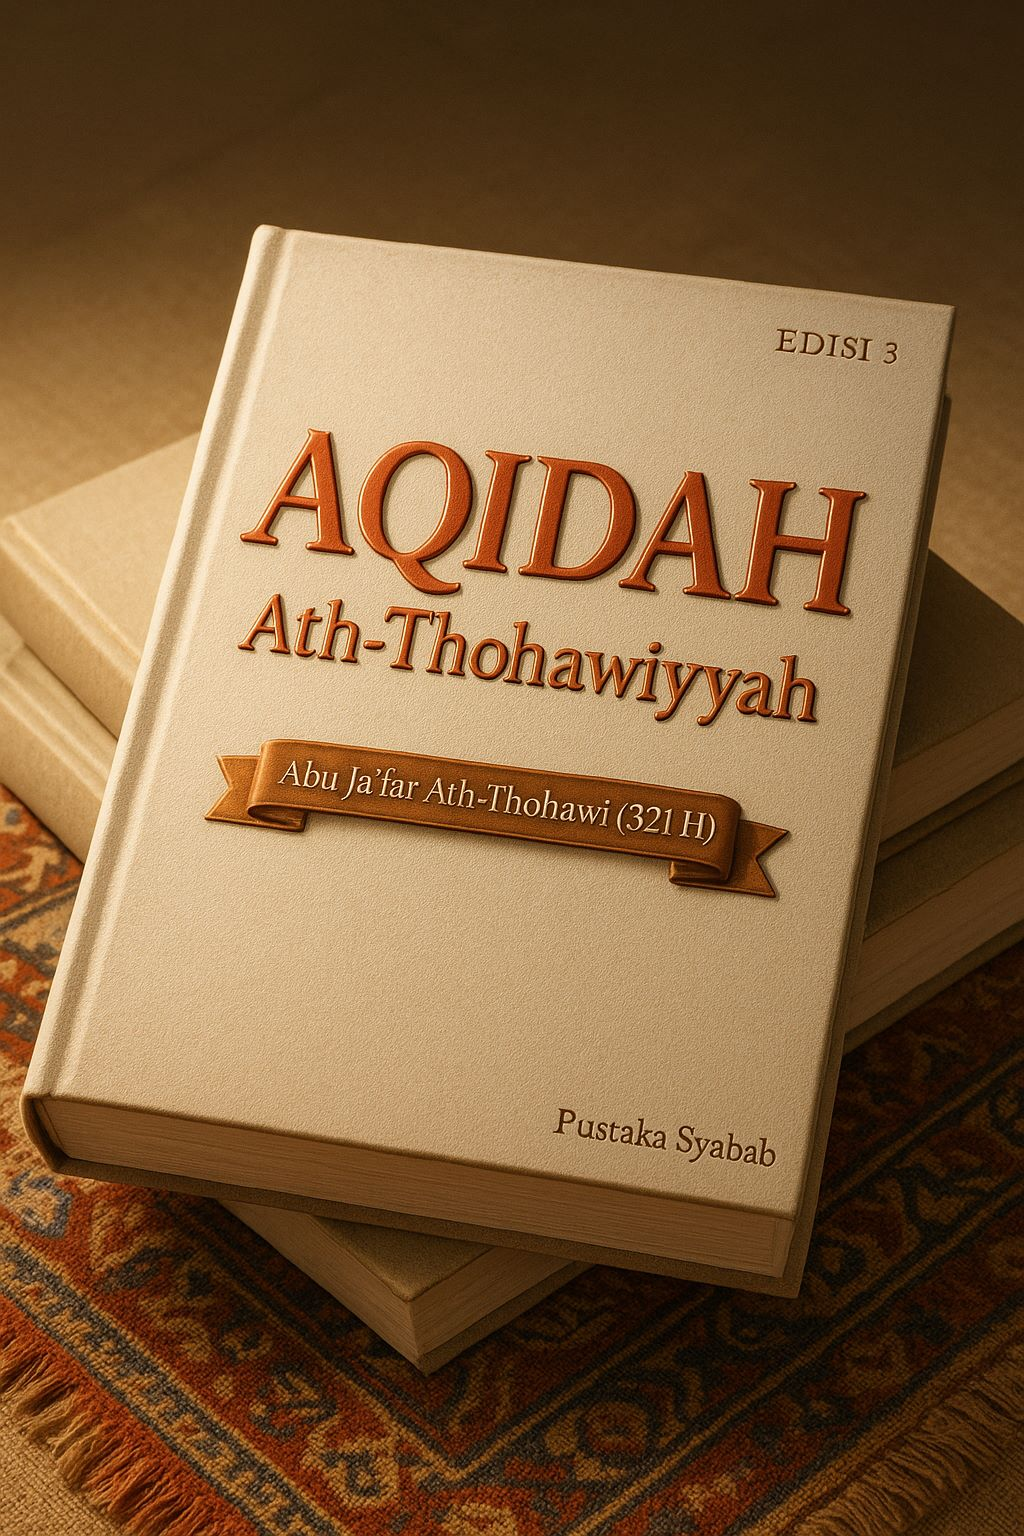 EDISI 3
AQIDAH
Ath-Thohawiyyah
Abu Ja'far Ath-Thohawi (321 H)
Pustaka Syabab